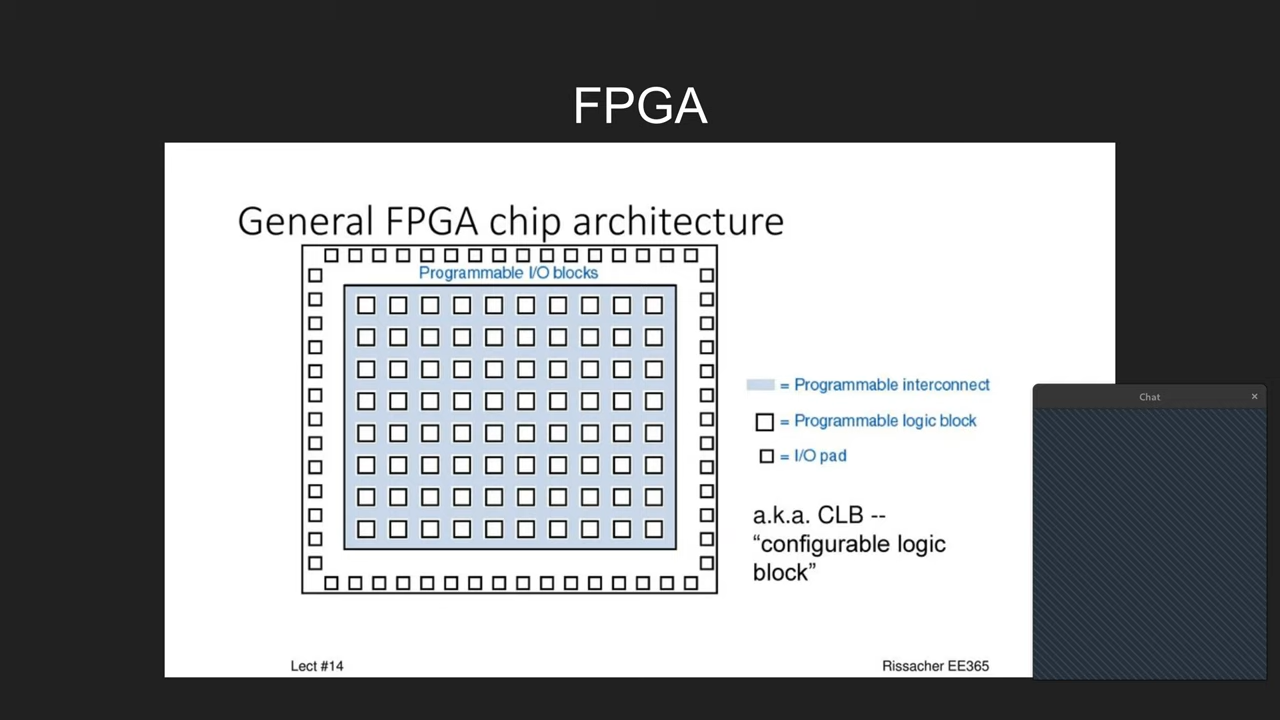 FPGA
General FPGA chip architecture
Programmable I/O blocks
= Programmable interconnect
= Programmable logic block
= I/O pad
a.k.a. CLB --
“configurable logic
block”
Lect #14
Rissacher EE365
Chat